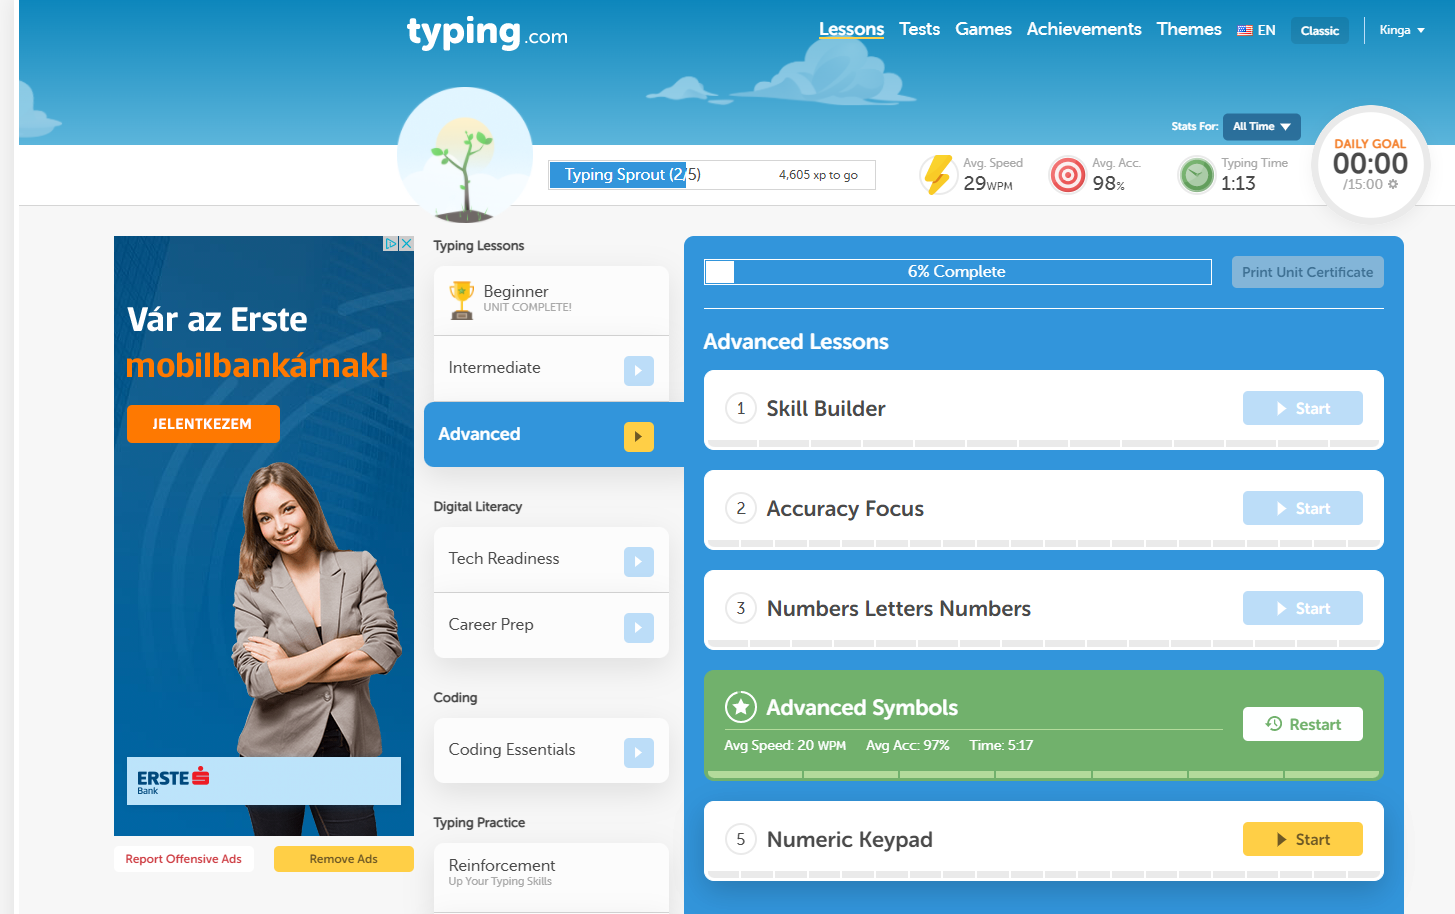 typing.com
Lessons Tests Games Achievements Themes EN Classic Kinga
Stats For: All Time
Typing Sprout (2/5) 4,605 xp to go
Avg. Speed
29WPM
Avg. Acc.
98%
Typing Time
1:13
DAILY GOAL
00:00
/15:00
Vár az Erste
mobilbankárnak!
JELENTKEZEM
ERSTE
Bank
Report Offensive Ads Remove Ads
Typing Lessons
Beginner
UNIT COMPLETE!
Intermediate
Advanced
Digital Literacy
Tech Readiness
Career Prep
Coding
Coding Essentials
Typing Practice
Reinforcement
Up Your Typing Skills
6% Complete Print Unit Certificate
Advanced Lessons
1 Skill Builder Start
2 Accuracy Focus Start
3 Numbers Letters Numbers Start
Advanced Symbols Restart
Avg Speed: 20 WPM Avg Acc: 97% Time: 5:17
5 Numeric Keypad Start